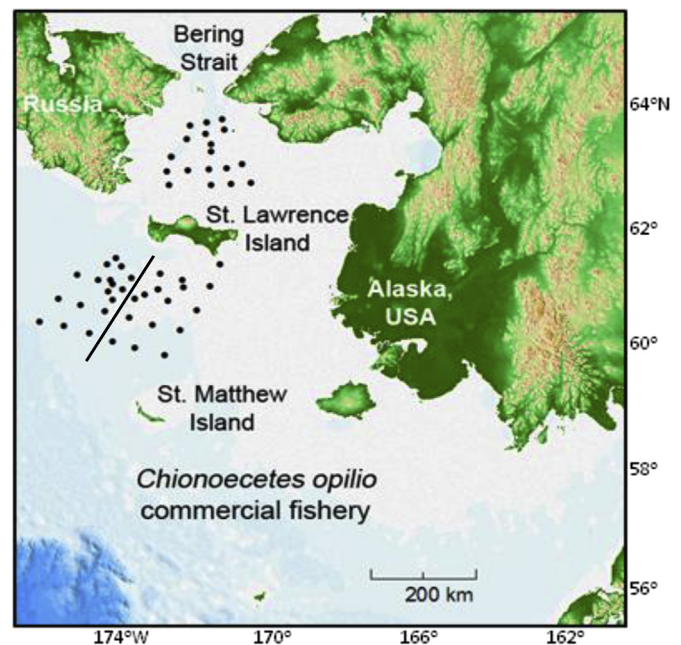 Bering
Strait
Russia
64°N
St. Lawrence
Island
62°
Alaska,
USA
60°
St. Matthew
Island
58°
Chionoecetes opilio
commercial fishery
200 km
56°
174°W
170°
166°
162°